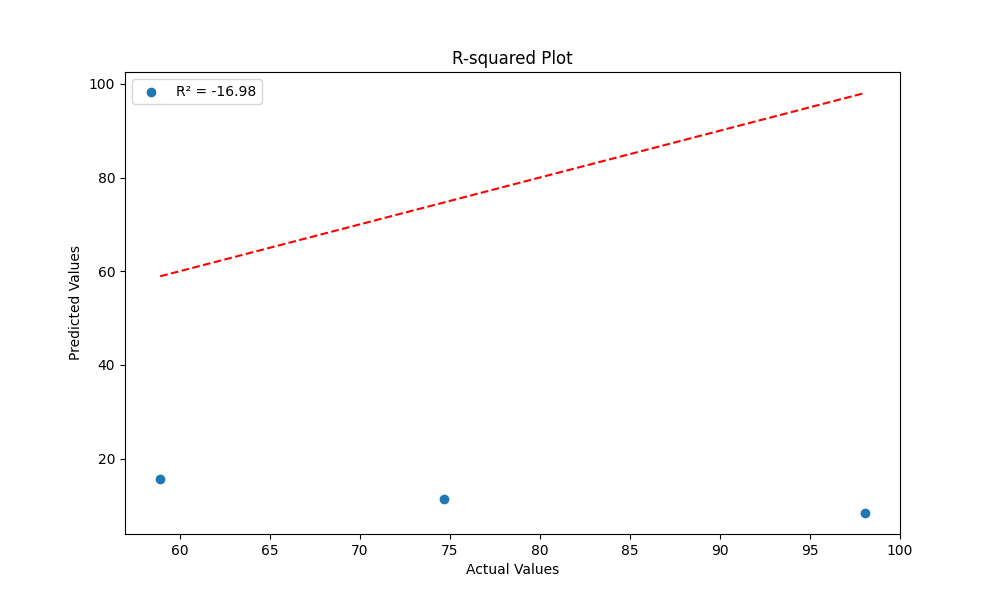 R-squared Plot
R² = -16.98
100
80
60
40
20
Predicted Values
60 65 70 75 80 85 90 95 100
Actual Values